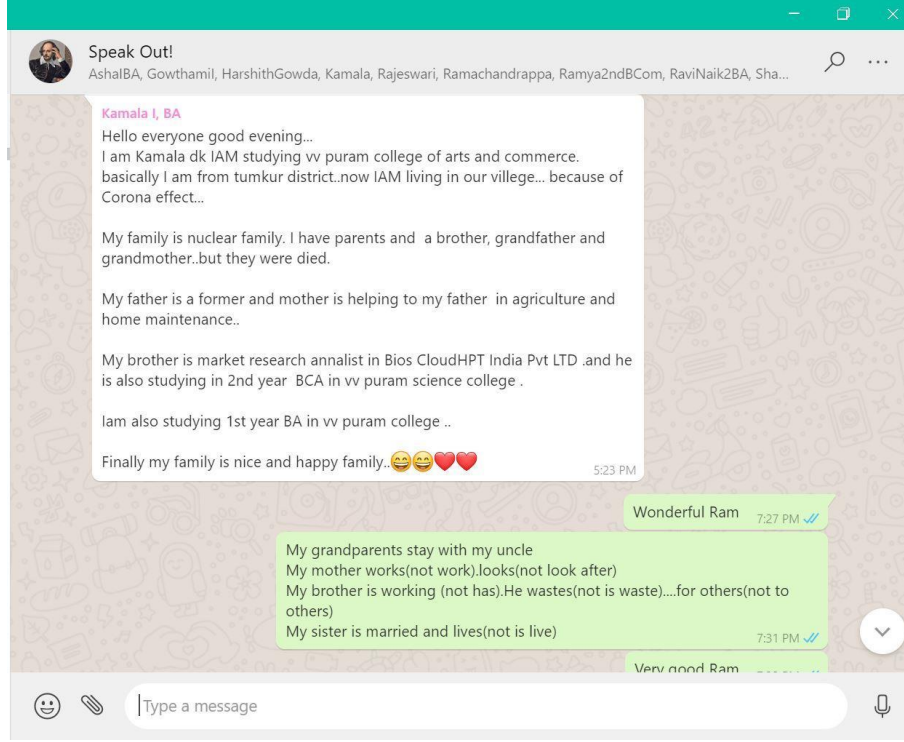 Speak Out!
AshaIBA, GowthamiI, HarshithGowda, Kamala, Rajeswari, Ramachandrappa, Ramya2ndBCom, RaviNaik2BA, Sha...
Kamala I, BA
Hello everyone good evening...
I am Kamala dk IAM studying vv puram college of arts and commerce.
basically I am from tumkur district..now IAM living in our villege... because of
Corona effect...
My family is nuclear family. I have parents and  a brother, grandfather and
grandmother..but they were died.
My father is a former and mother is helping to my father  in agriculture and
home maintenance..
My brother is market research annalist in Bios CloudHPT India Pvt LTD .and he
is also studying in 2nd year  BCA in vv puram science college .
Iam also studying 1st year BA in vv puram college ..
Finally my family is nice and happy family..😄😄❤️❤️
5:23 PM
Wonderful Ram
7:27 PM
My grandparents stay with my uncle
My mother works(not work).looks(not look after)
My brother is working (not has).He wastes(not is waste)....for others(not to
others)
My sister is married and lives(not is live)
7:31 PM
Very good Ram
Type a message